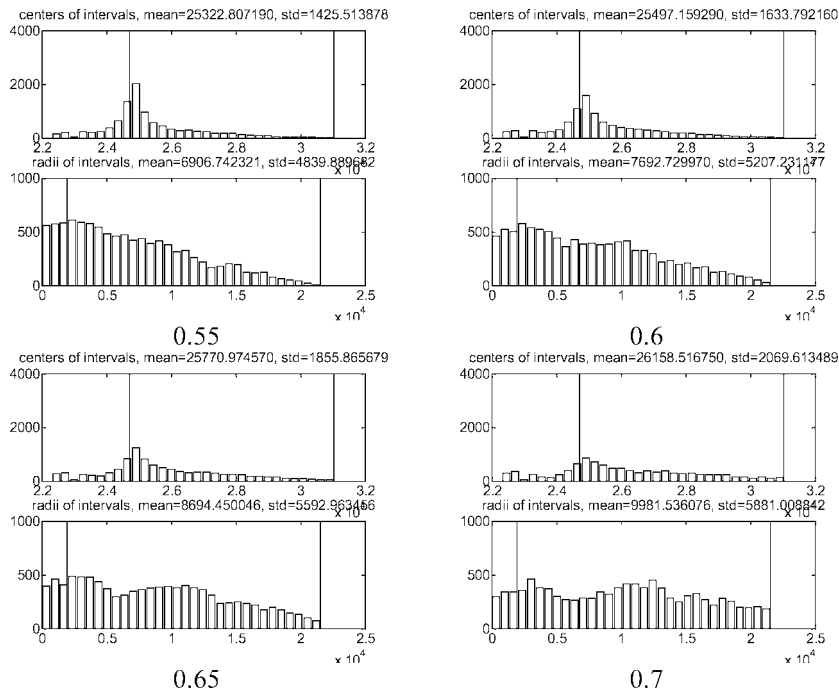 centers of intervals, mean=25322.807190, std=1425.513878
4000
2000
0
2.2 2.4 2.6 2.8 3 3.2
x 10
radii of intervals, mean=6906.742321, std=4839.889682
1000
500
0
0 0.5 1 1.5 2 2.5
x 10⁴
0.55
centers of intervals, mean=25497.159290, std=1633.792160
4000
2000
0
2.2 2.4 2.6 2.8 3 3.2
x 10
radii of intervals, mean=7692.729970, std=5207.231177
1000
500
0
0 0.5 1 1.5 2 2.5
x 10⁴
0.6
centers of intervals, mean=25770.974570, std=1855.865679
4000
2000
0
2.2 2.4 2.6 2.8 3 3.2
x 10
radii of intervals, mean=8694.450046, std=5592.963456
1000
500
0
0 0.5 1 1.5 2 2.5
x 10⁴
0.65
centers of intervals, mean=26158.516750, std=2069.613489
4000
2000
0
2.2 2.4 2.6 2.8 3 3.2
x 10
radii of intervals, mean=9981.536076, std=5881.008842
1000
500
0
0 0.5 1 1.5 2 2.5
x 10⁴
0.7